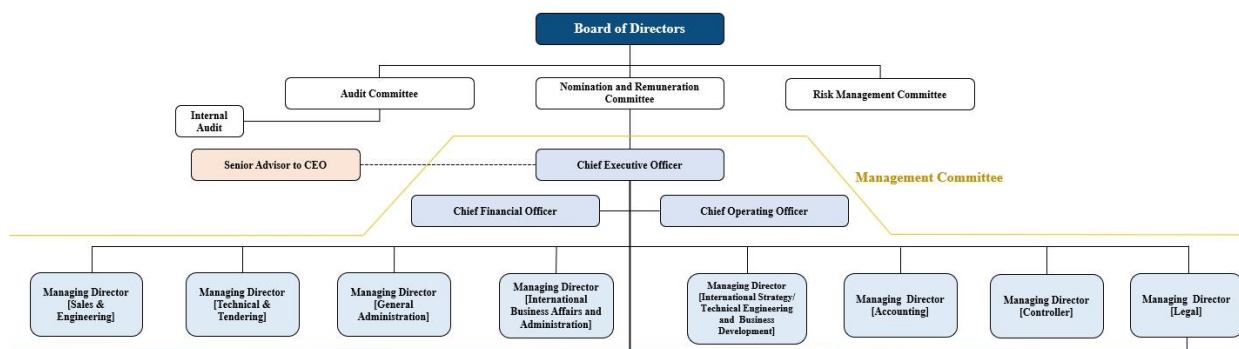 Board of Directors
Audit Committee
Nomination and Remuneration
Committee
Risk Management Committee
Internal
Audit
Senior Advisor to CEO
Chief Executive Officer
Management Committee
Chief Financial Officer
Chief Operating Officer
Managing Director
[Sales &
Engineering]
Managing Director
[Technical &
Tendering]
Managing Director
[General
Administration]
Managing Director
[International
Business Affairs and
Administration]
Managing Director
[International Strategy/
Technical Engineering
and Business
Development]
Managing Director
[Accounting]
Managing Director
[Controller]
Managing Director
[Legal]